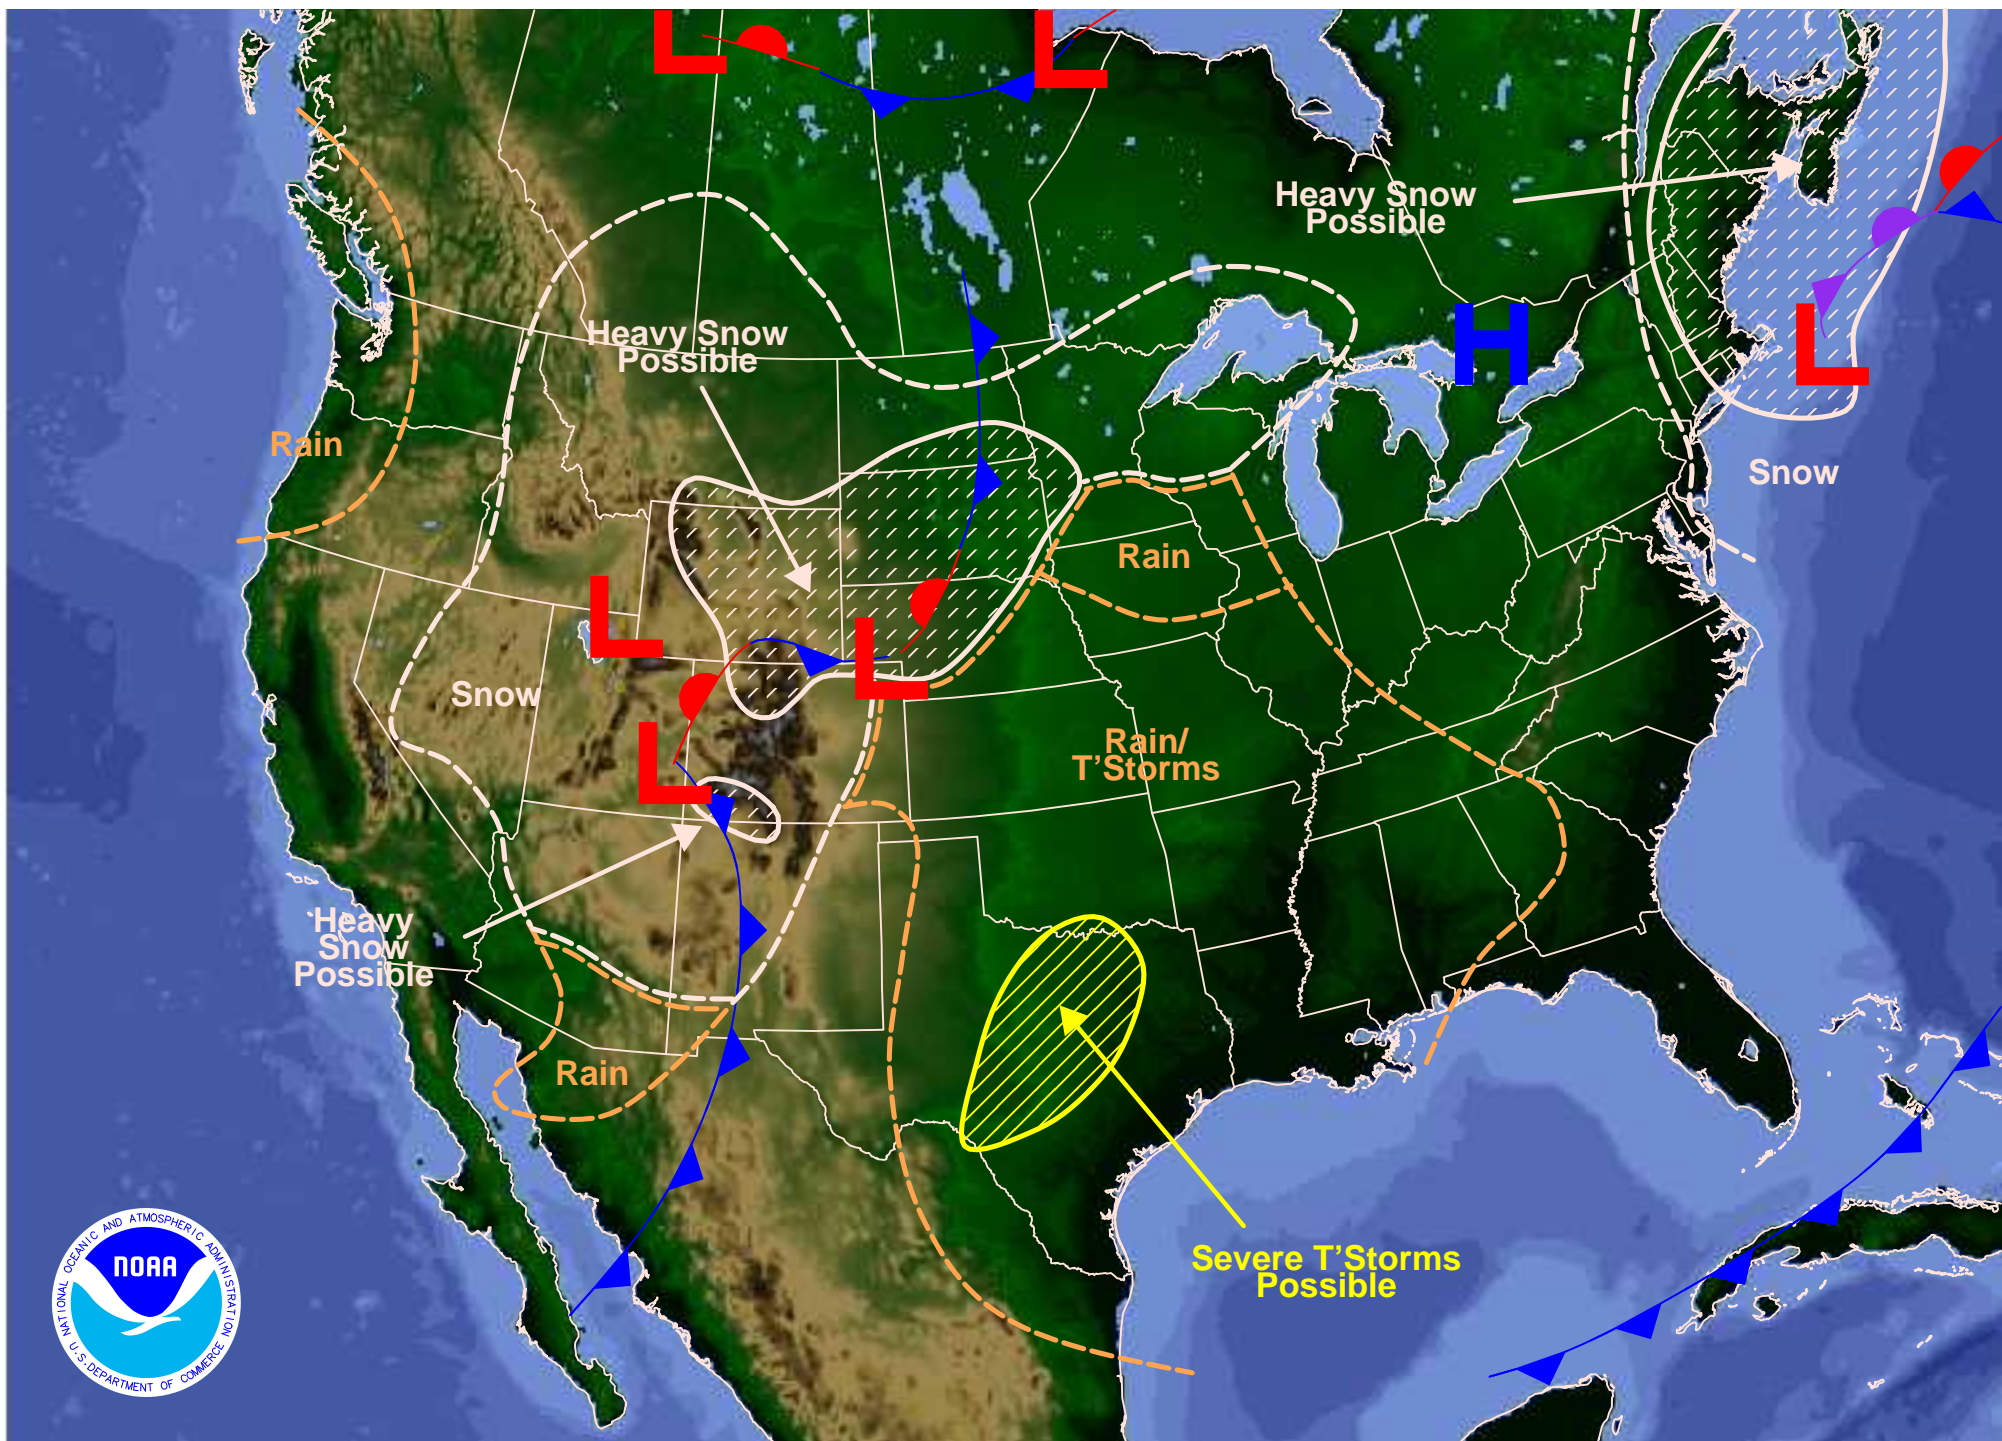 L
L
Heavy Snow
Possible
Heavy Snow
Possible
H
L
Rain
Snow
Rain
L
L
Snow
L
Rain/
T'Storms
Heavy
Snow
Possible
Rain
Severe T'Storms
Possible
NATIONAL OCEANIC AND ATMOSPHERIC ADMINISTRATION
NOAA
U.S. DEPARTMENT OF COMMERCE